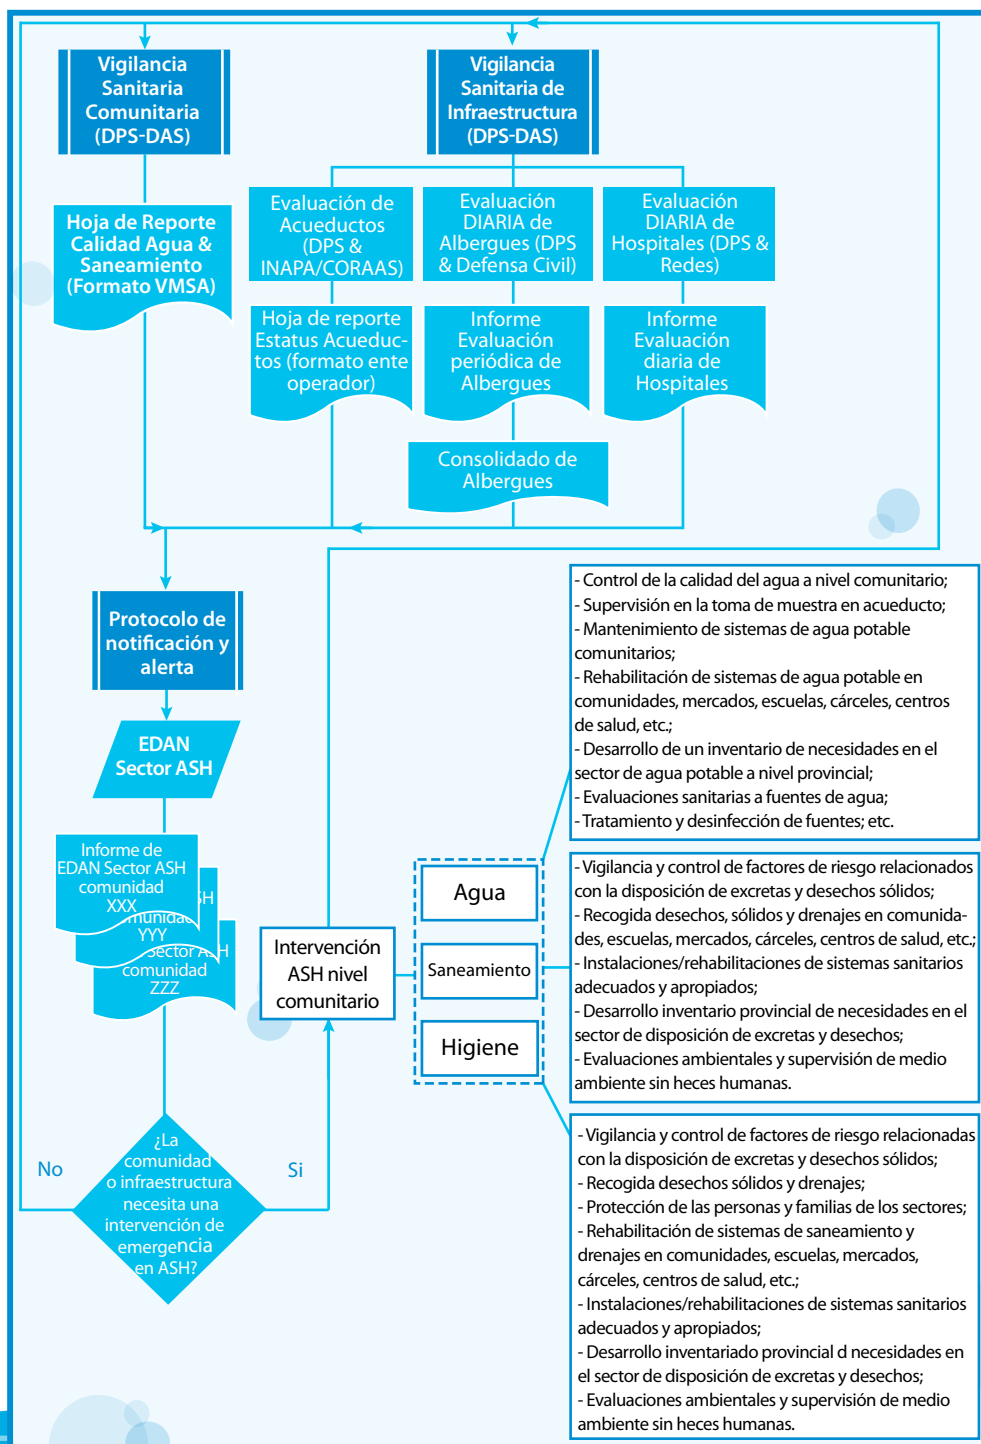 Vigilancia
Sanitaria
Comunitaria
(DPS-DAS)
Vigilancia
Sanitaria de
Infraestructura
(DPS-DAS)
Hoja de Reporte
Calidad Agua &
Saneamiento
(Formato VMSA)
Evaluación de
Acueductos
(DPS &
INAPA/CORAAS)
Evaluación
DIARIA de
Albergues (DPS
& Defensa Civil)
Evaluación
DIARIA de
Hospitales (DPS &
Redes)
Hoja de reporte
Estatus Acueduc-
tos (formato ente
operador)
Informe
Evaluación
periódica de
Albergues
Informe
Evaluación
diaria de
Hospitales
Consolidado de
Albergues
Protocolo de
notificación y
alerta
EDAN
Sector ASH
Informe de
EDAN Sector ASH
comunidad
XXX
SH
munidad
YYY
Sector ASH
comunidad
ZZZ
¿La
comunidad
o infraestructura
necesita una
intervención de
emergencia
en ASH?
No
Si
Intervención
ASH nivel
comunitario
Agua
Saneamiento
Higiene
- Control de la calidad del agua a nivel comunitario;
- Supervisión en la toma de muestra en acueducto;
- Mantenimiento de sistemas de agua potable
comunitarios;
- Rehabilitación de sistemas de agua potable en
comunidades, mercados, escuelas, cárceles, centros
de salud, etc.;
- Desarrollo de un inventario de necesidades en el
sector de agua potable a nivel provincial;
- Evaluaciones sanitarias a fuentes de agua;
- Tratamiento y desinfección de fuentes; etc.
- Vigilancia y control de factores de riesgo relacionados
con la disposición de excretas y desechos sólidos;
- Recogida desechos, sólidos y drenajes en comunida-
des, escuelas, mercados, cárceles, centros de salud, etc.;
- Instalaciones/rehabilitaciones de sistemas sanitarios
adecuados y apropiados;
- Desarrollo inventario provincial de necesidades en el
sector de disposición de excretas y desechos;
- Evaluaciones ambientales y supervisión de medio
ambiente sin heces humanas.
- Vigilancia y control de factores de riesgo relacionadas
con la disposición de excretas y desechos sólidos;
- Recogida desechos sólidos y drenajes;
- Protección de las personas y familias de los sectores;
- Rehabilitación de sistemas de saneamiento y
drenajes en comunidades, escuelas, mercados,
cárceles, centros de salud, etc.;
- Instalaciones/rehabilitaciones de sistemas sanitarios
adecuados y apropiados;
- Desarrollo inventariado provincial d necesidades en
el sector de disposición de excretas y desechos;
- Evaluaciones ambientales y supervisión de medio
ambiente sin heces humanas.